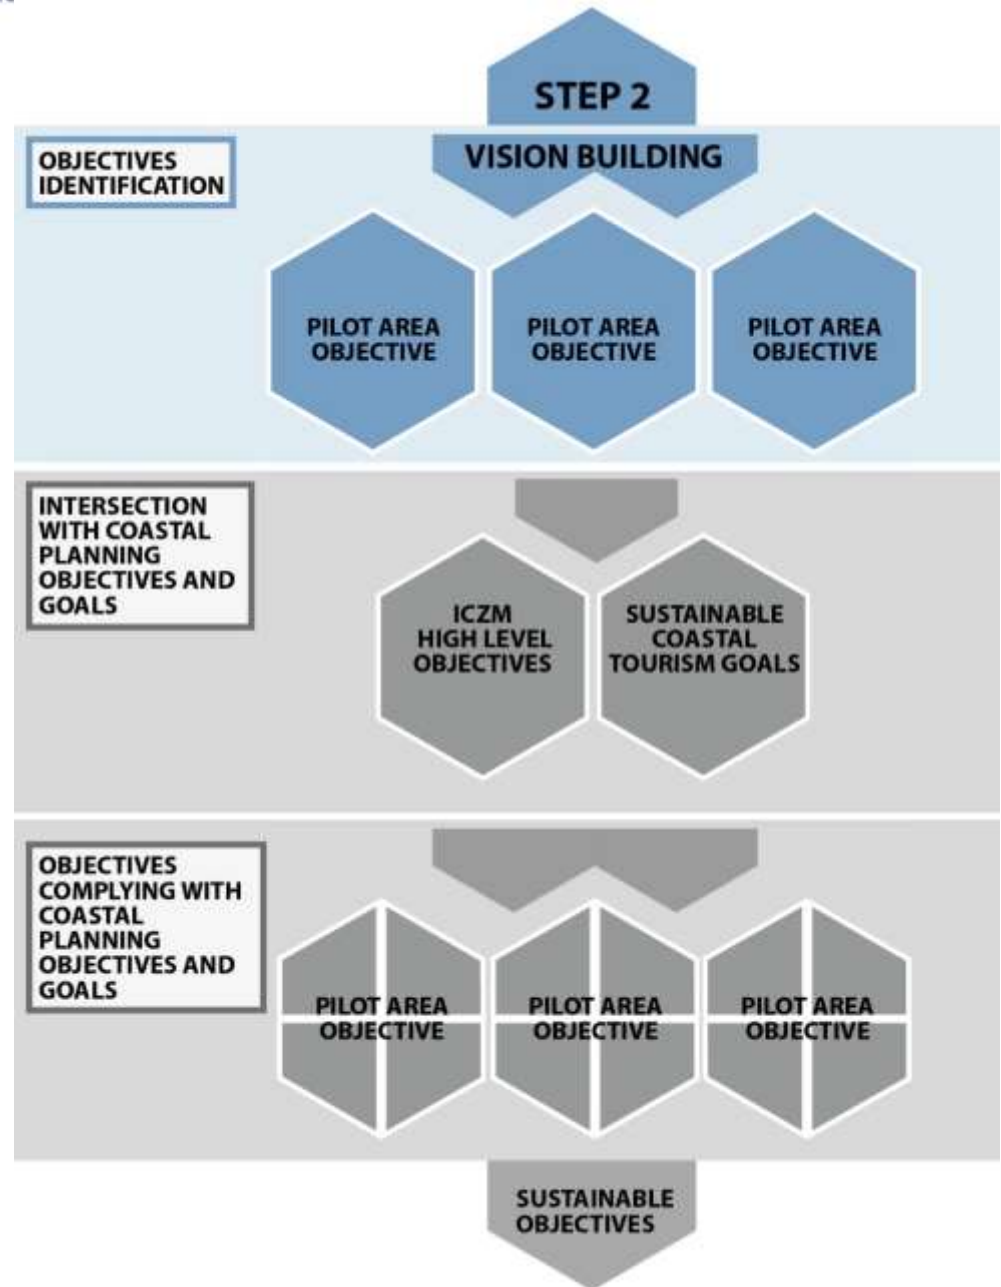 STEP 2
OBJECTIVES
IDENTIFICATION
VISION BUILDING
PILOT AREA
OBJECTIVE
PILOT AREA
OBJECTIVE
PILOT AREA
OBJECTIVE
INTERSECTION
WITH COASTAL
PLANNING
OBJECTIVES AND
GOALS
ICZM
HIGH LEVEL
OBJECTIVES
SUSTAINABLE
COASTAL
TOURISM GOALS
OBJECTIVES
COMPLYING WITH
COASTAL
PLANNING
OBJECTIVES AND
GOALS
PILOT AREA
OBJECTIVE
PILOT AREA
OBJECTIVE
PILOT AREA
OBJECTIVE
SUSTAINABLE
OBJECTIVES